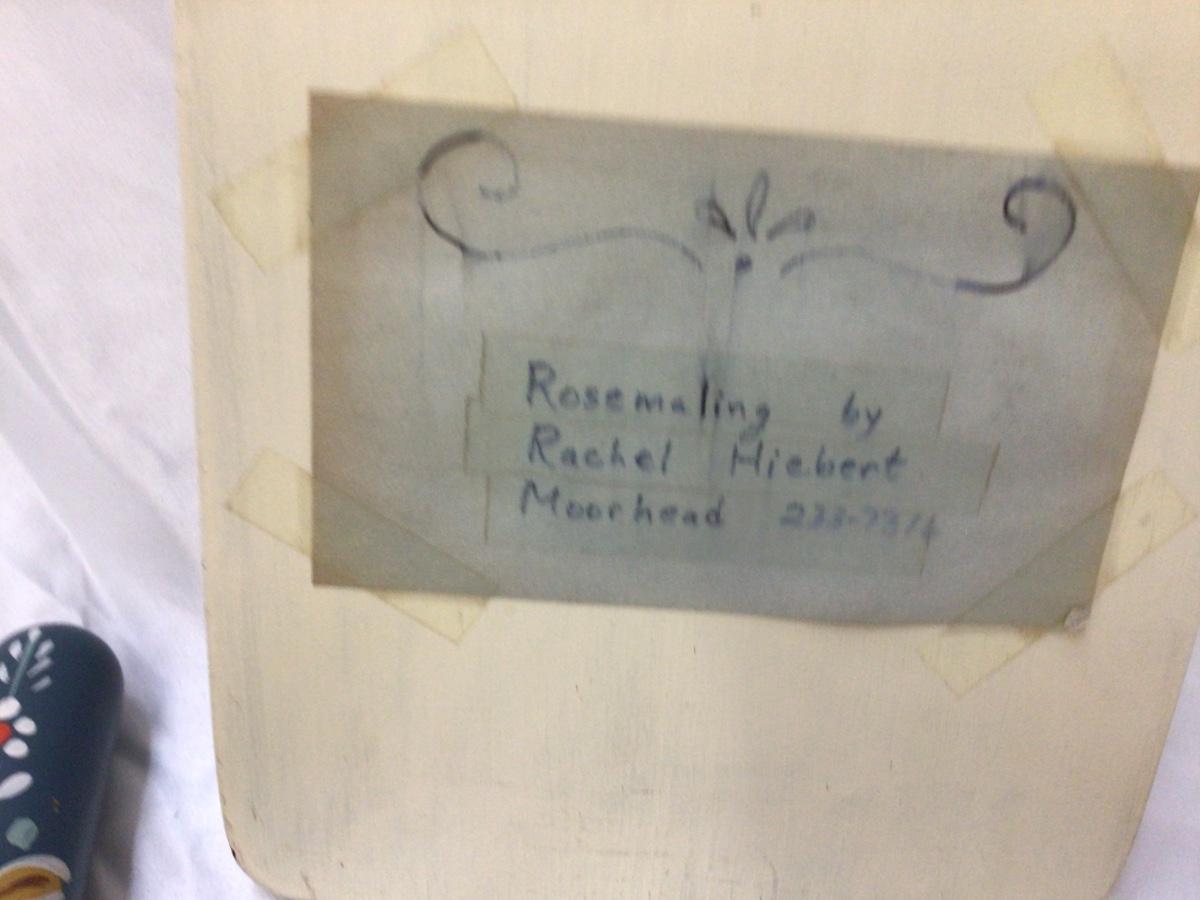 Rosemaling by
Rachel Hiebert
Moorhead